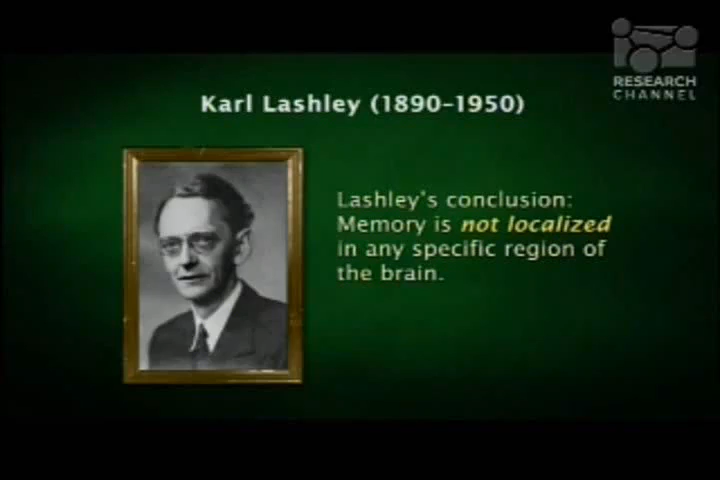 RESEARCH
CHANNEL
Karl Lashley (1890–1950)
Lashley's conclusion:
Memory is not localized
in any specific region of
the brain.